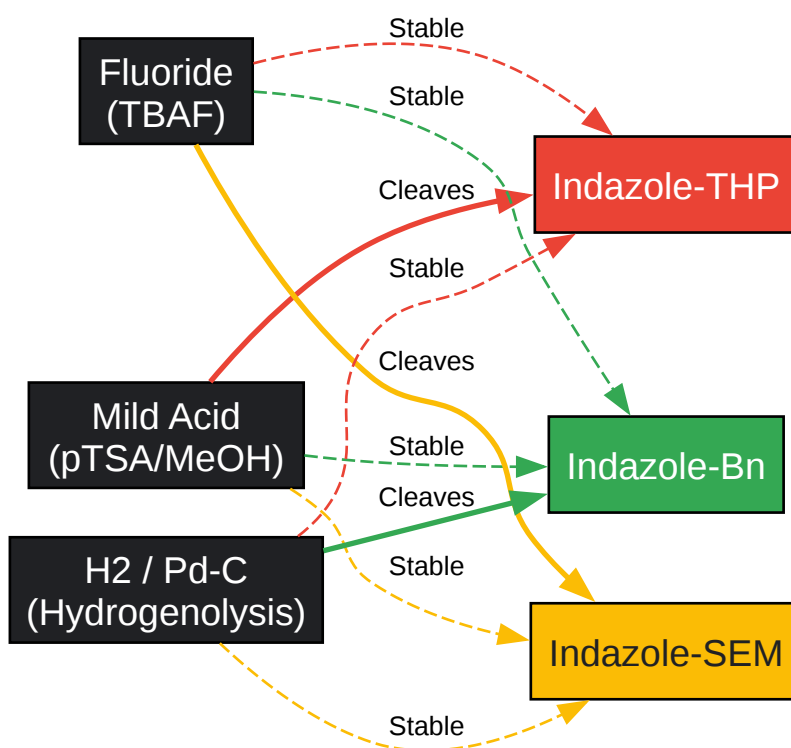 Stable
Fluoride
(TBAF)
Stable
Indazole-THP
Cleaves
Stable
Cleaves
Mild Acid
(pTSA/MeOH)
Stable
Indazole-Bn
Cleaves
H2 / Pd-C
(Hydrogenolysis)
Stable
Indazole-SEM
Stable